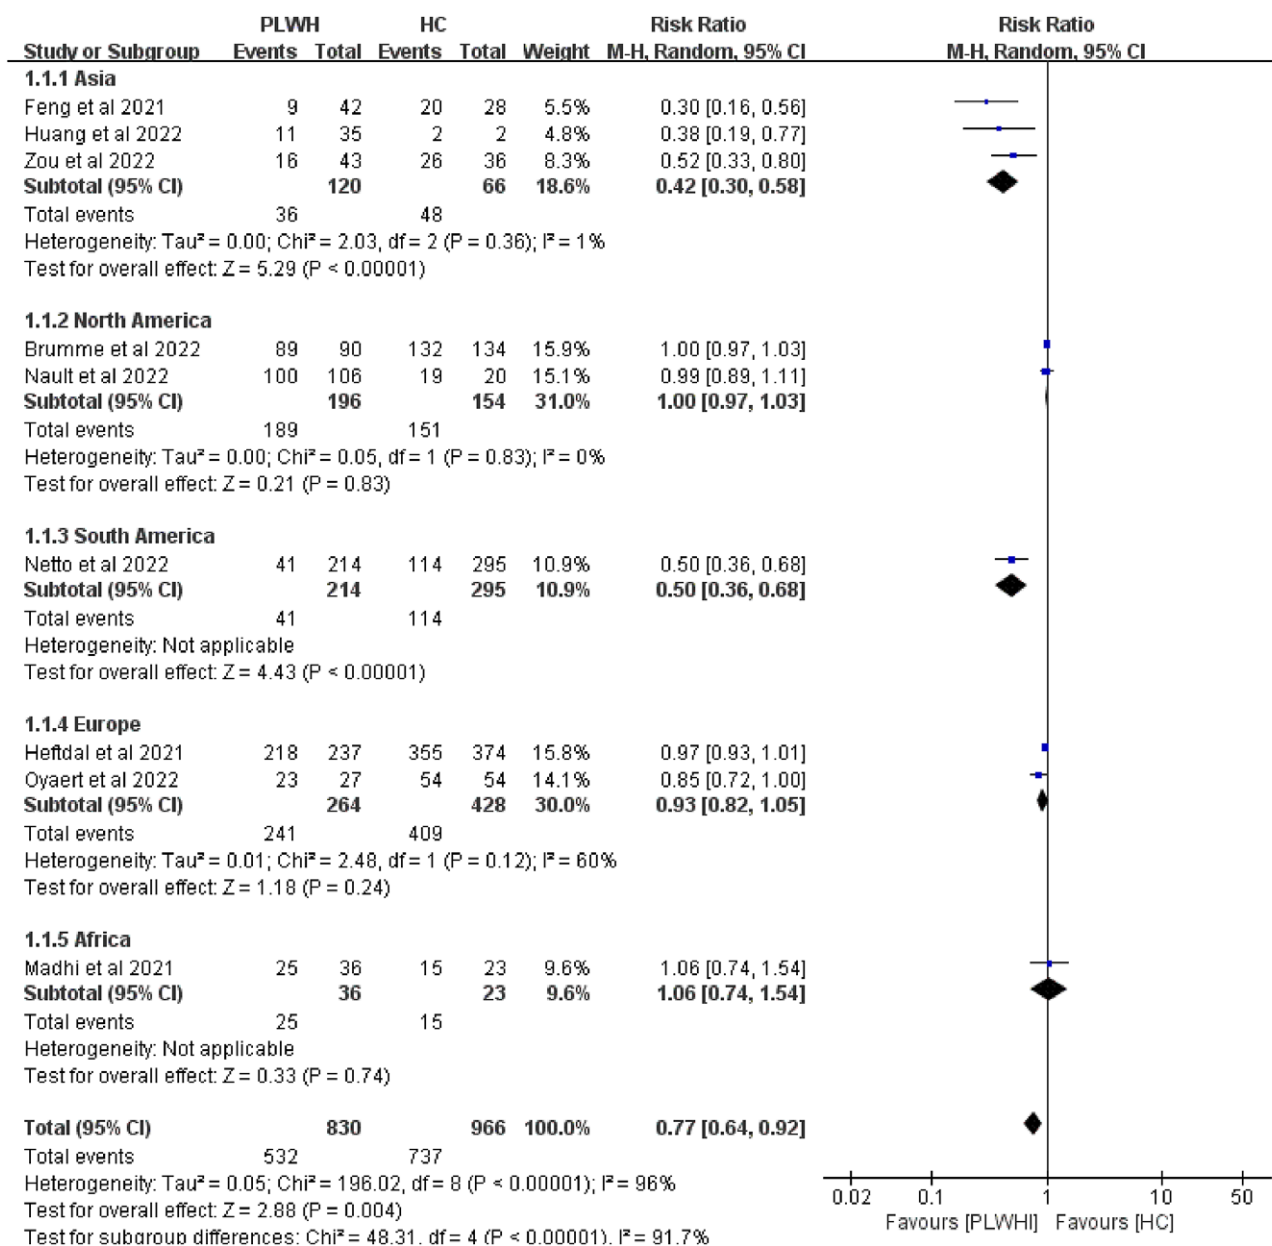 PLWH HC Risk Ratio Risk Ratio
Study or Subgroup Events Total Events Total Weight M-H, Random, 95% CI M-H, Random, 95% CI
1.1.1 Asia
Feng et al 2021 9 42 20 28 5.5% 0.30 [0.16, 0.56]
Huang et al 2022 11 35 2 2 4.8% 0.38 [0.19, 0.77]
Zou et al 2022 16 43 26 36 8.3% 0.52 [0.33, 0.80]
Subtotal (95% CI) 120 66 18.6% 0.42 [0.30, 0.58]
Total events 36 48
Heterogeneity: Tau² = 0.00; Chi² = 2.03, df = 2 (P = 0.36); I² = 1%
Test for overall effect: Z = 5.29 (P < 0.00001)
1.1.2 North America
Brumme et al 2022 89 90 132 134 15.9% 1.00 [0.97, 1.03]
Nault et al 2022 100 106 19 20 15.1% 0.99 [0.89, 1.11]
Subtotal (95% CI) 196 154 31.0% 1.00 [0.97, 1.03]
Total events 189 151
Heterogeneity: Tau² = 0.00; Chi² = 0.05, df = 1 (P = 0.83); I² = 0%
Test for overall effect: Z = 0.21 (P = 0.83)
1.1.3 South America
Netto et al 2022 41 214 114 295 10.9% 0.50 [0.36, 0.68]
Subtotal (95% CI) 214 295 10.9% 0.50 [0.36, 0.68]
Total events 41 114
Heterogeneity: Not applicable
Test for overall effect: Z = 4.43 (P < 0.00001)
1.1.4 Europe
Heftdal et al 2021 218 237 355 374 15.8% 0.97 [0.93, 1.01]
Oyaert et al 2022 23 27 54 54 14.1% 0.85 [0.72, 1.00]
Subtotal (95% CI) 264 428 30.0% 0.93 [0.82, 1.05]
Total events 241 409
Heterogeneity: Tau² = 0.01; Chi² = 2.48, df = 1 (P = 0.12); I² = 60%
Test for overall effect: Z = 1.18 (P = 0.24)
1.1.5 Africa
Madhi et al 2021 25 36 15 23 9.6% 1.06 [0.74, 1.54]
Subtotal (95% CI) 36 23 9.6% 1.06 [0.74, 1.54]
Total events 25 15
Heterogeneity: Not applicable
Test for overall effect: Z = 0.33 (P = 0.74)
Total (95% CI) 830 966 100.0% 0.77 [0.64, 0.92]
Total events 532 737
Heterogeneity: Tau² = 0.05; Chi² = 196.02, df = 8 (P < 0.00001); I² = 96%
Test for overall effect: Z = 2.88 (P = 0.004)
Test for subgroup differences: Chi² = 48.31, df = 4 (P < 0.00001), I² = 91.7%
0.02 0.1 1 10 50
Favours [PLWHI] Favours [HC]